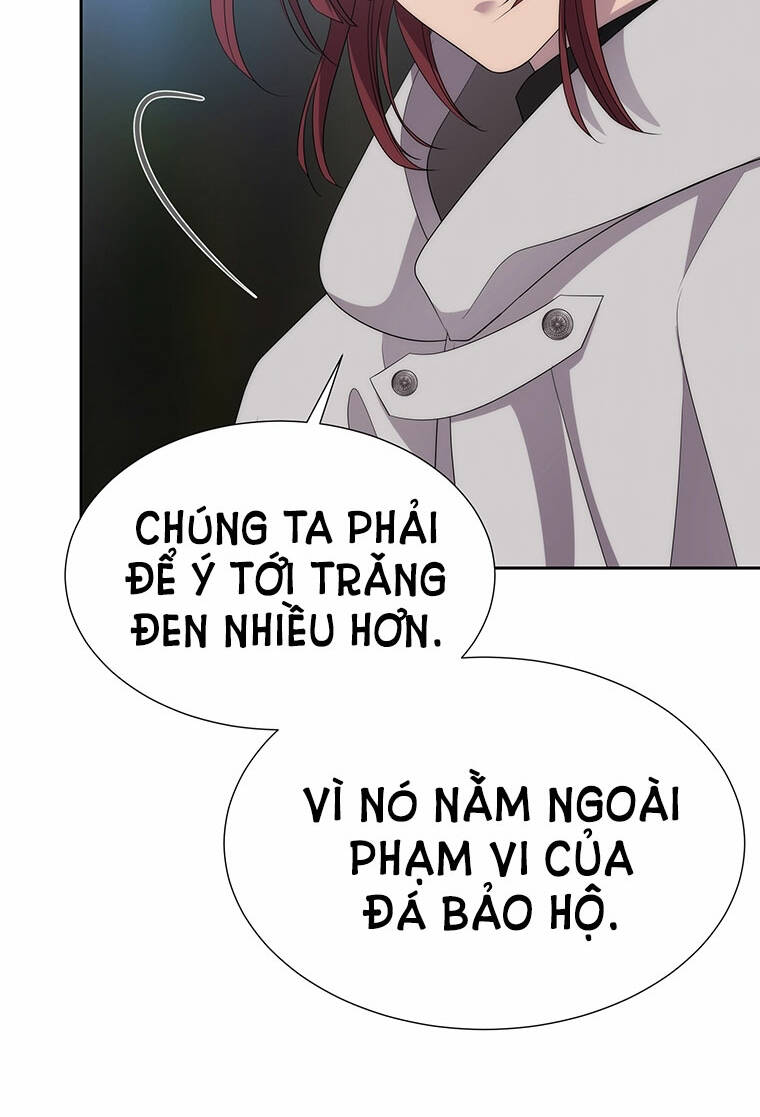 CHÚNG TA PHẢI
ĐỂ Ý TỚI TRĂNG
ĐEN NHIỀU HƠN.
VÌ NÓ NẰM NGOÀI
PHẠM VI CỦA
ĐÁ BẢO HỘ.